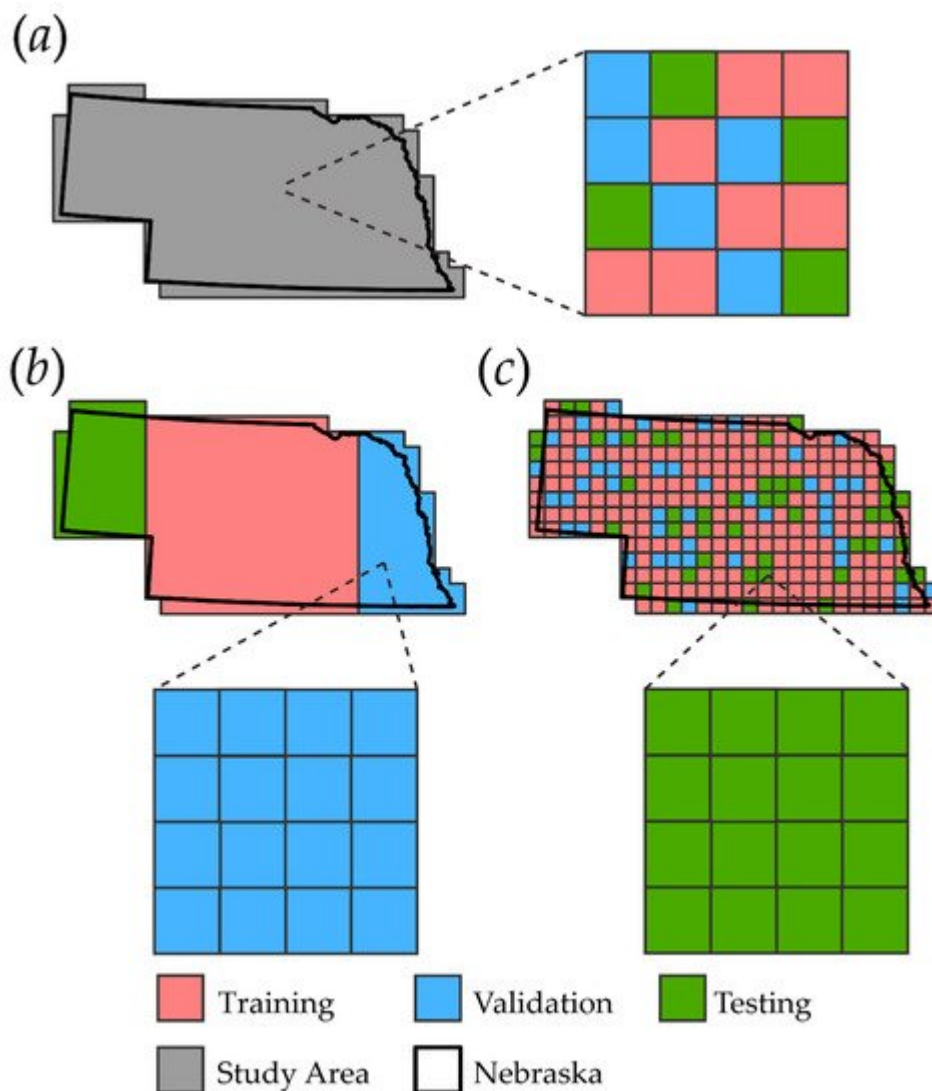 (a)
(b)
(c)
Training
Validation
Testing
Study Area
Nebraska